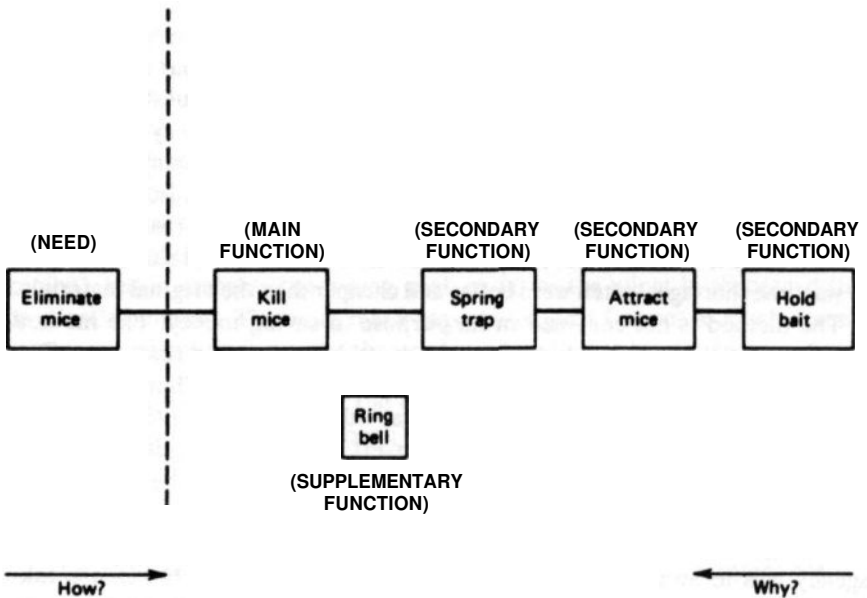 (NEED)
(MAIN
FUNCTION)
(SECONDARY
FUNCTION)
(SECONDARY
FUNCTION)
(SECONDARY
FUNCTION)
Eliminate
mice
Kill
mice
Spring
trap
Attract
mice
Hold
bait
Ring
bell
(SUPPLEMENTARY
FUNCTION)
How?
Why?